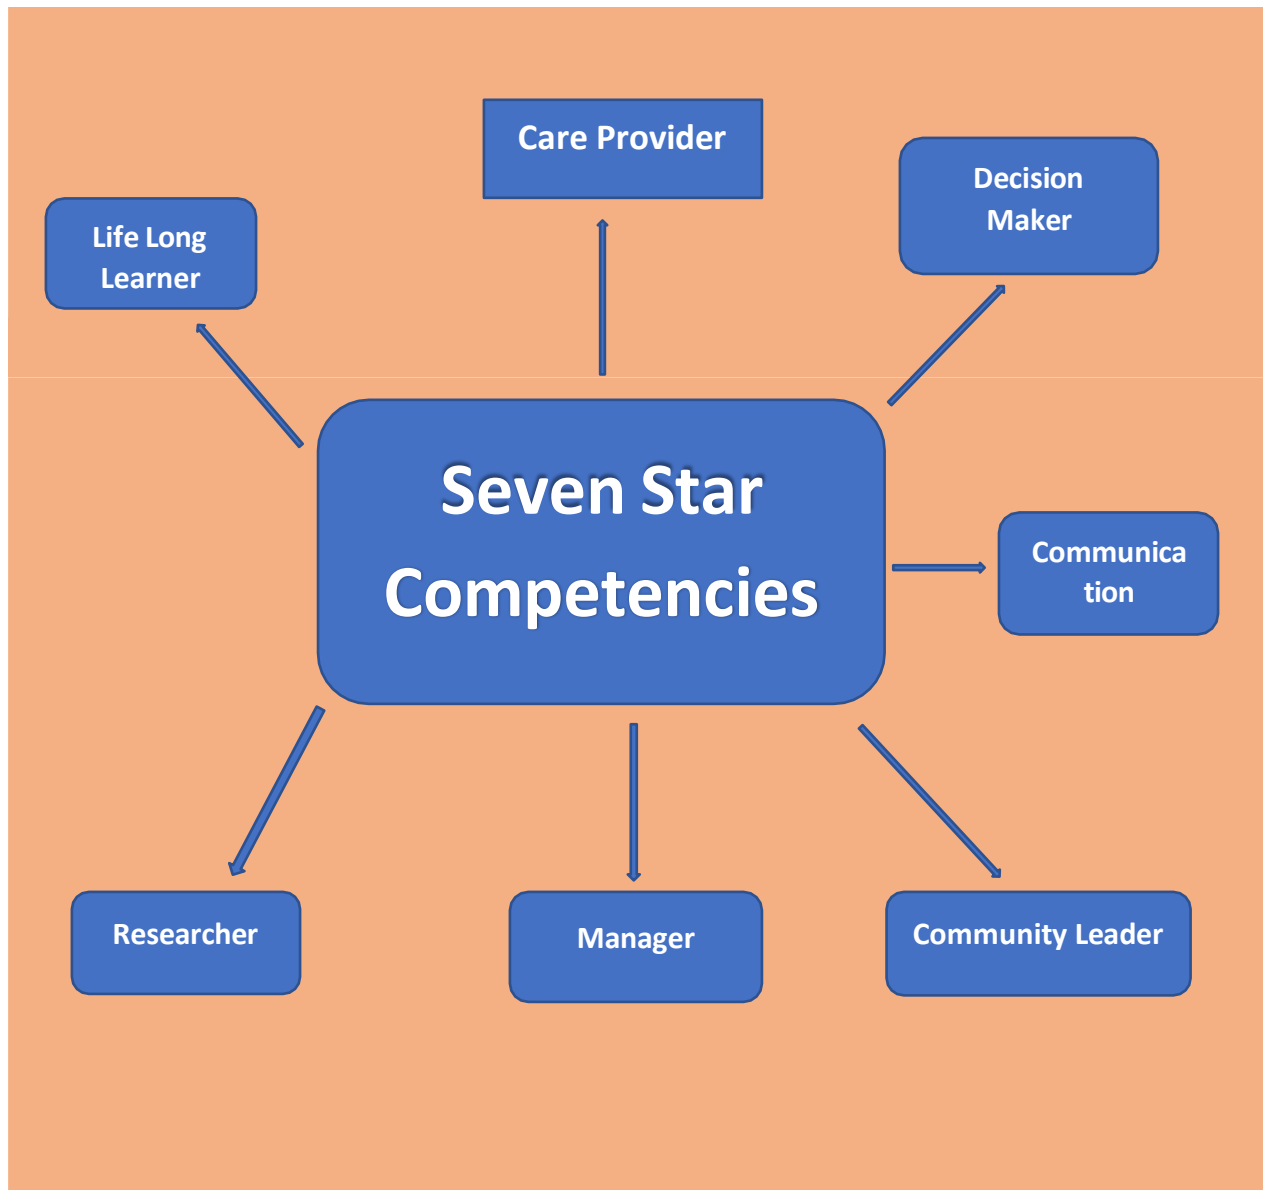 Care Provider
Decision
Maker
Life Long
Learner
Seven Star
Competencies
Communica
tion
Researcher
Manager
Community Leader